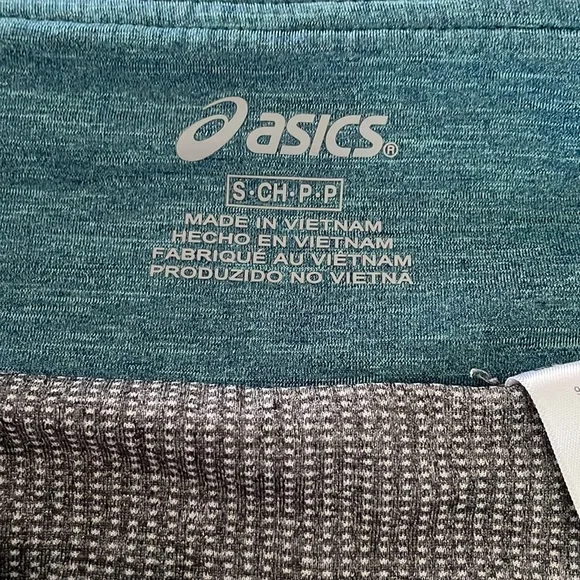 asics®
S·CH·P·P
MADE IN VIETNAM
HECHO EN VIETNAM
FABRIQUÉ AU VIETNAM
PRODUZIDO NO VIETNÃ